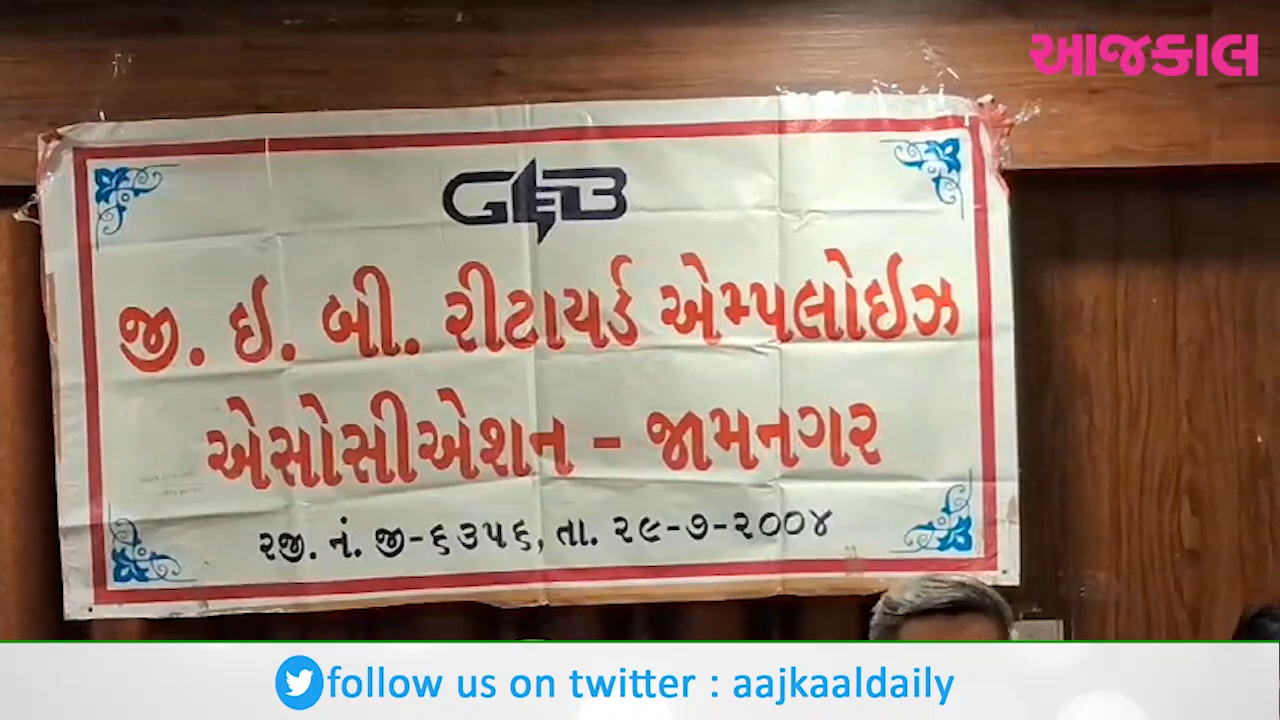 આજકાલ
GEB
જી. ઇ. બી. રીટાયર્ડ એમ્પલોઇઝ
એસોસીએશન - જામનગર
રજી. નં. જી-૬૩૫૬, તા. ૨૯-૭-૨૦૦૪
follow us on twitter : aajkaaldaily